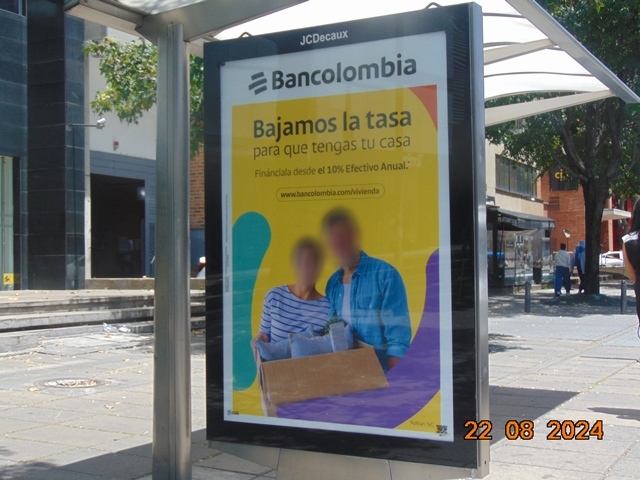 JCDecaux
Bancolombia
Bajamos la tasa
para que tengas tu casa
Fináncialа desde el 10% Efectivo Anual.*
www.bancolombia.com/vivienda
22 08 2024